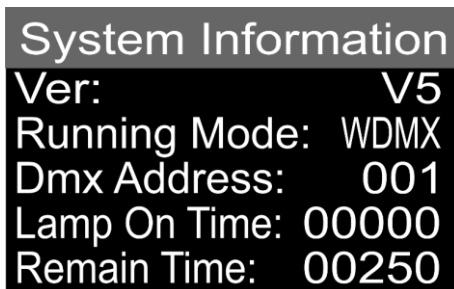 System Information
Ver: V5
Running Mode: WDMX
Dmx Address: 001
Lamp On Time: 00000
Remain Time: 00250